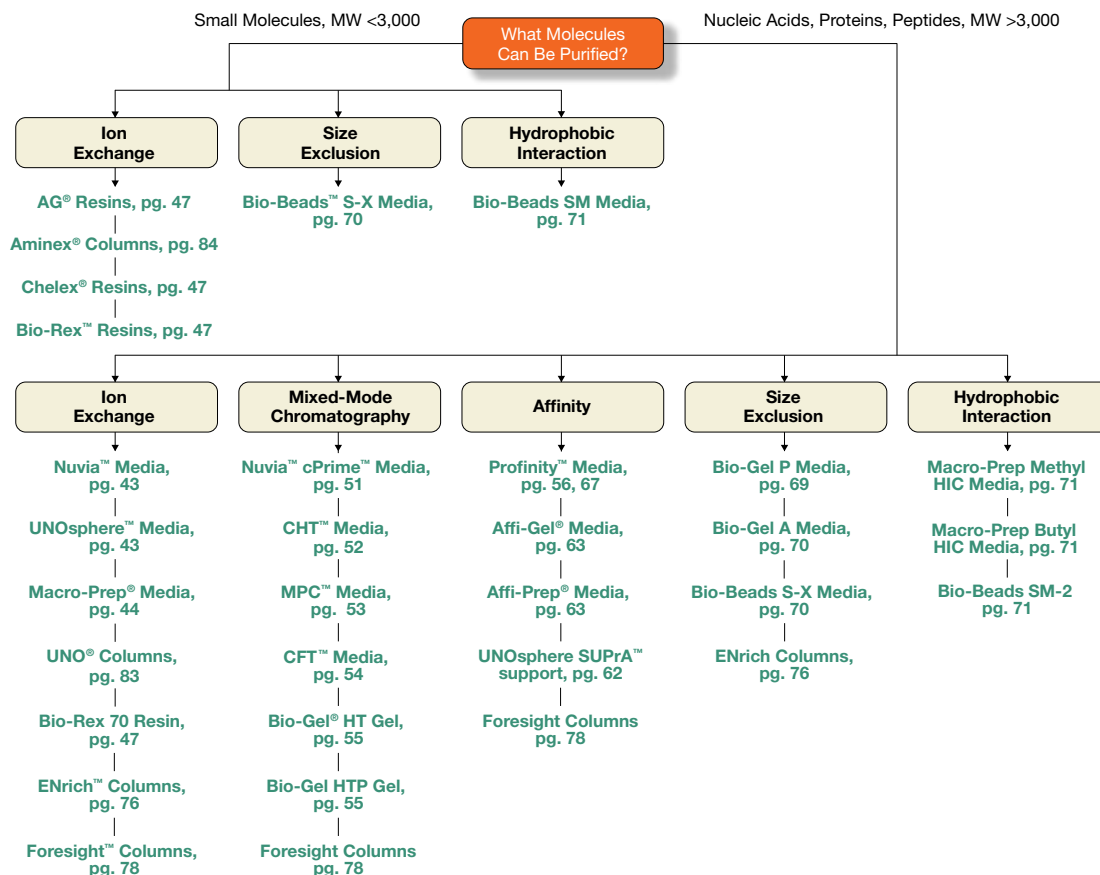 Small Molecules, MW <3,000
Nucleic Acids, Proteins, Peptides, MW >3,000
What Molecules
Can Be Purified?
Ion
Exchange
AG® Resins, pg. 47
Aminex® Columns, pg. 84
Chelex® Resins, pg. 47
Bio-Rex™ Resins, pg. 47
Size
Exclusion
Bio-Beads™ S-X Media,
pg. 70
Hydrophobic
Interaction
Bio-Beads SM Media,
pg. 71
Ion
Exchange
Nuvia™ Media,
pg. 43
UNOsphere™ Media,
pg. 43
Macro-Prep® Media,
pg. 44
UNO® Columns,
pg. 83
Bio-Rex 70 Resin,
pg. 47
ENrich™ Columns,
pg. 76
Foresight™ Columns,
pg. 78
Mixed-Mode
Chromatography
Nuvia™ cPrime™ Media,
pg. 51
CHT™ Media,
pg. 52
MPC™ Media,
pg. 53
CFT™ Media,
pg. 54
Bio-Gel® HT Gel,
pg. 55
Bio-Gel HTP Gel,
pg. 55
Foresight Columns
pg. 78
Affinity
Profinity™ Media,
pg. 56, 67
Affi-Gel® Media,
pg. 63
Affi-Prep® Media,
pg. 63
UNOsphere SUPrA™
support, pg. 62
Foresight Columns
pg. 78
Size
Exclusion
Bio-Gel P Media,
pg. 69
Bio-Gel A Media,
pg. 70
Bio-Beads S-X Media,
pg. 70
ENrich Columns,
pg. 76
Hydrophobic
Interaction
Macro-Prep Methyl
HIC Media, pg. 71
Macro-Prep Butyl
HIC Media, pg. 71
Bio-Beads SM-2
pg. 71